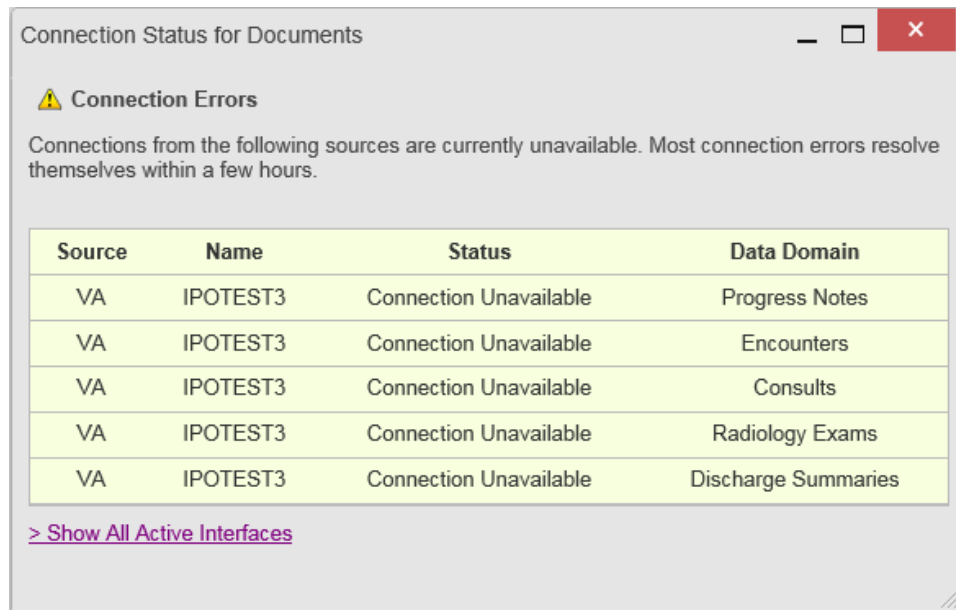 Connection Status for Documents
Connection Errors
Connections from the following sources are currently unavailable. Most connection errors resolve
themselves within a few hours.
Source Name Status Data Domain
VA IPOTEST3 Connection Unavailable Progress Notes
VA IPOTEST3 Connection Unavailable Encounters
VA IPOTEST3 Connection Unavailable Consults
VA IPOTEST3 Connection Unavailable Radiology Exams
VA IPOTEST3 Connection Unavailable Discharge Summaries
> Show All Active Interfaces